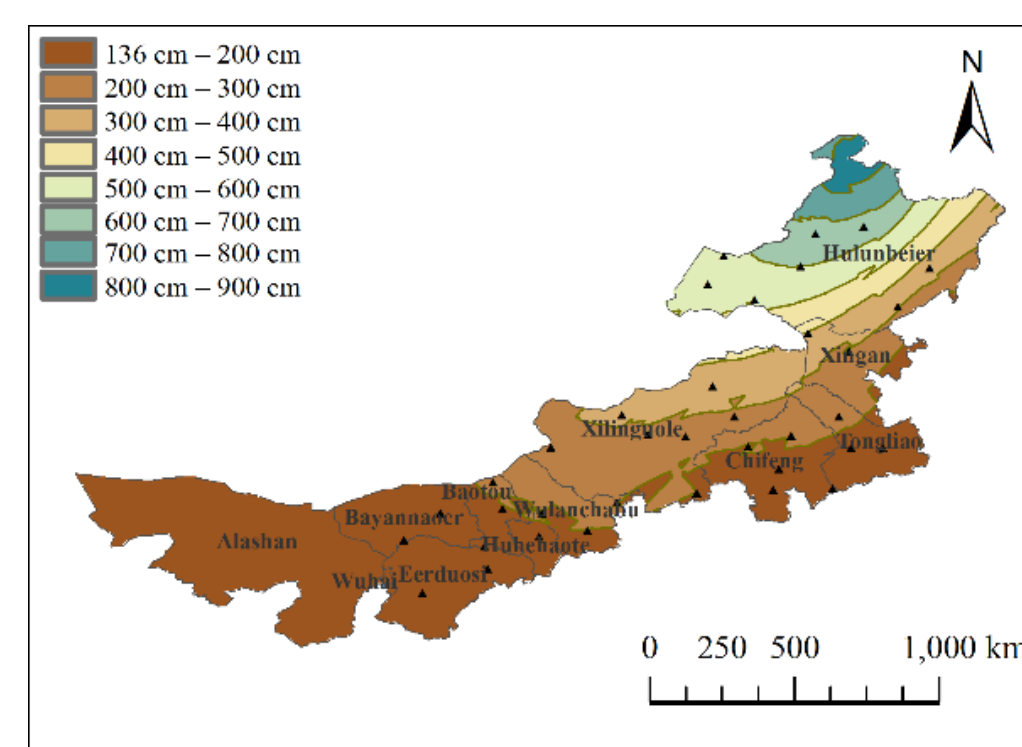 136 cm – 200 cm
200 cm – 300 cm
300 cm – 400 cm
400 cm – 500 cm
500 cm – 600 cm
600 cm – 700 cm
700 cm – 800 cm
800 cm – 900 cm
N
Hulunbeier
Xingan
Xilinguole
Tongliao
Chifeng
Baotou
Wulanchabu
Bayannaoer
Huhehaote
Alashan
Wuhai
Eerduosi
0 250 500 1,000 km